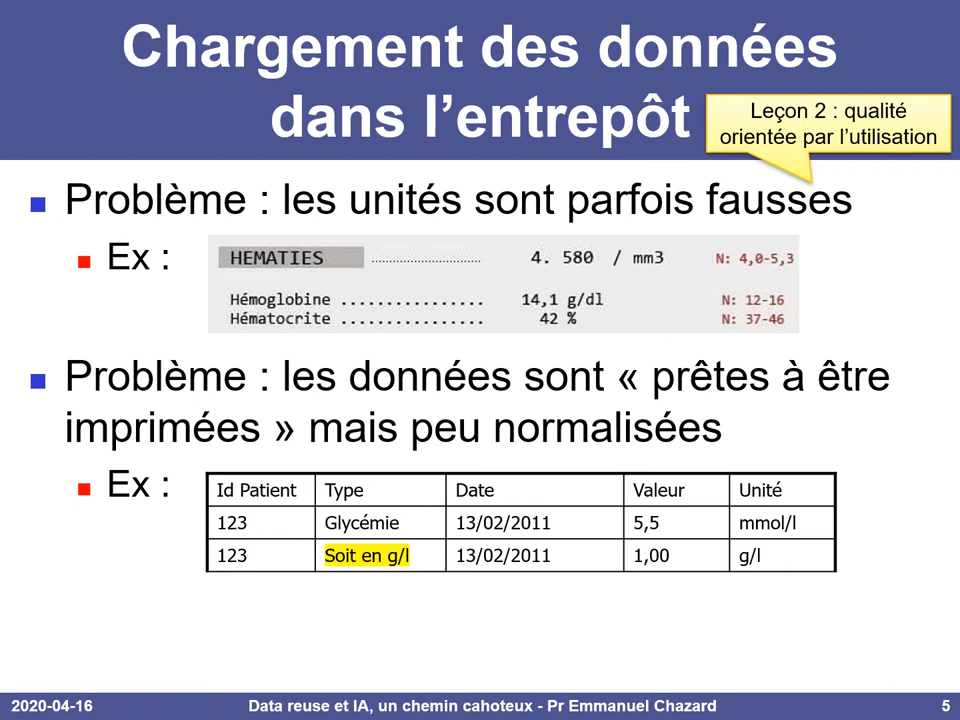 Chargement des données
dans l’entrepôt
Leçon 2 : qualité
orientée par l’utilisation
Problème : les unités sont parfois fausses
Ex :
HEMATIES .............................. 4. 580 / mm3 N: 4,0-5,3
Hémoglobine ................ 14,1 g/dl N: 12-16
Hématocrite ................ 42 % N: 37-46
Problème : les données sont « prêtes à être
imprimées » mais peu normalisées
Ex :
Id Patient Type Date Valeur Unité
123 Glycémie 13/02/2011 5,5 mmol/l
123 Soit en g/l 13/02/2011 1,00 g/l
2020-04-16 Data reuse et IA, un chemin cahoteux - Pr Emmanuel Chazard 5